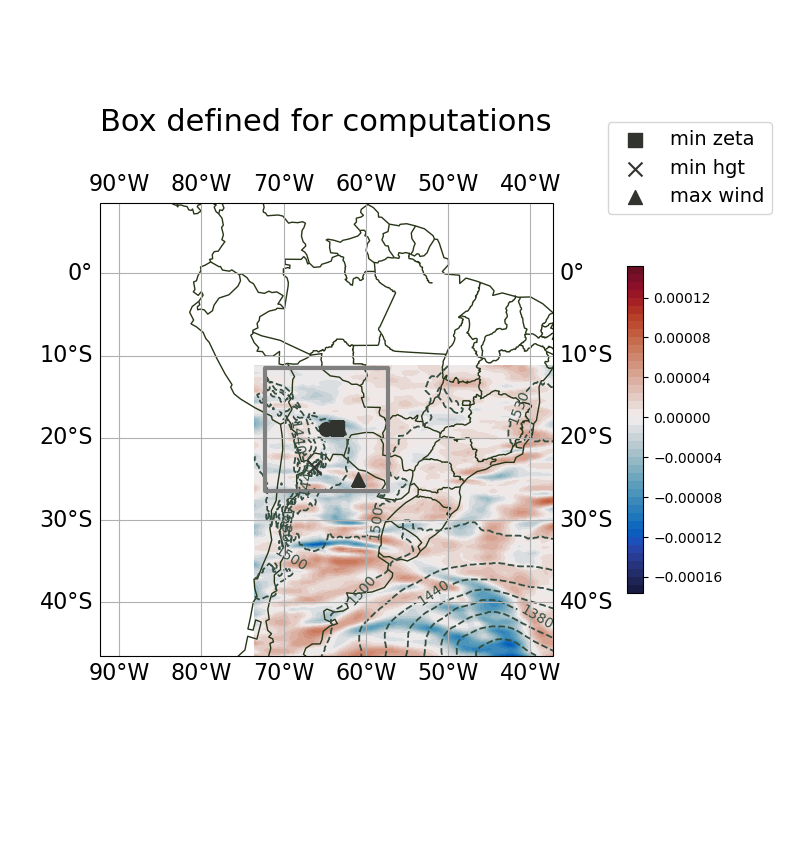 Box defined for computations
min zeta
min hgt
max wind
90°W 80°W 70°W 60°W 50°W 40°W
0° 0°
10°S 10°S
20°S 20°S
30°S 30°S
40°S 40°S
90°W 80°W 70°W 60°W 50°W 40°W
1530
1500
1500
1500
1440
1380
0.00012
0.00008
0.00004
0.00000
−0.00004
−0.00008
−0.00012
−0.00016